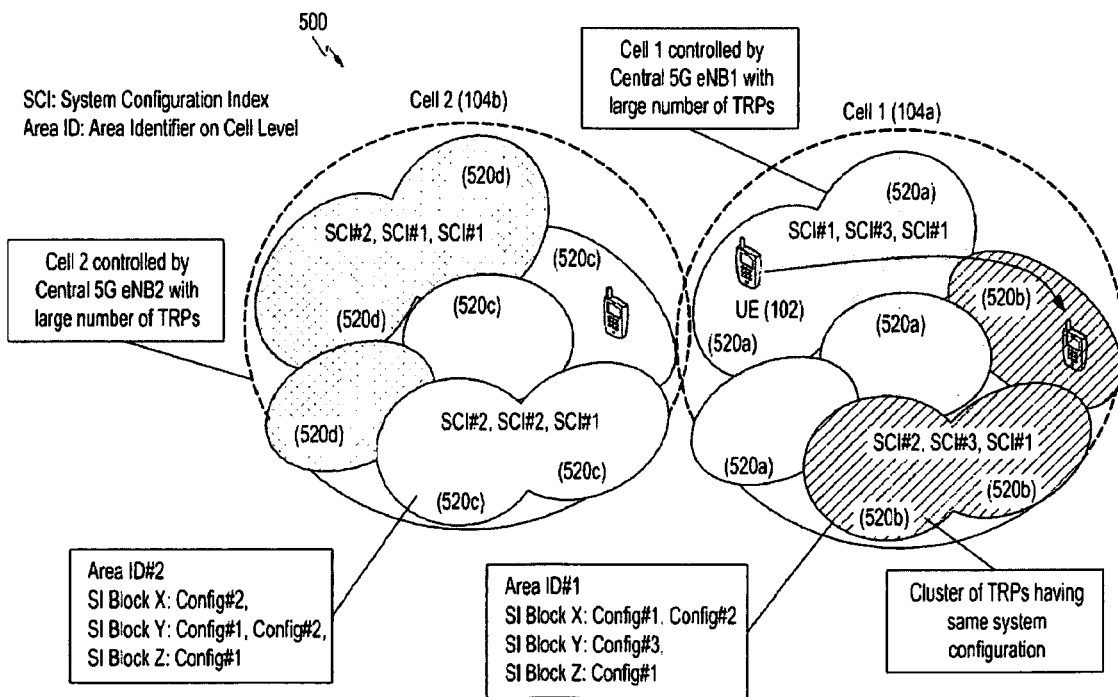 500
SCI: System Configuration Index
Area ID: Area Identifier on Cell Level
Cell 2 (104b)
Cell 1 controlled by
Central 5G eNB1 with
large number of TRPs
Cell 1 (104a)
(520d)
SCI#2, SCI#1, SCI#1
(520c)
(520a)
SCI#1, SCI#3, SCI#1
Cell 2 controlled by
Central 5G eNB2 with
large number of TRPs
(520d)
(520c)
UE (102)
(520a)
(520a)
(520b)
(520d)
SCI#2, SCI#2, SCI#1
(520c)
(520c)
(520a)
SCI#2, SCI#3, SCI#1
(520b)
(520b)
Area ID#2
SI Block X: Config#2,
SI Block Y: Config#1, Config#2,
SI Block Z: Config#1
Area ID#1
SI Block X: Config#1, Config#2
SI Block Y: Config#3,
SI Block Z: Config#1
Cluster of TRPs having
same system
configuration